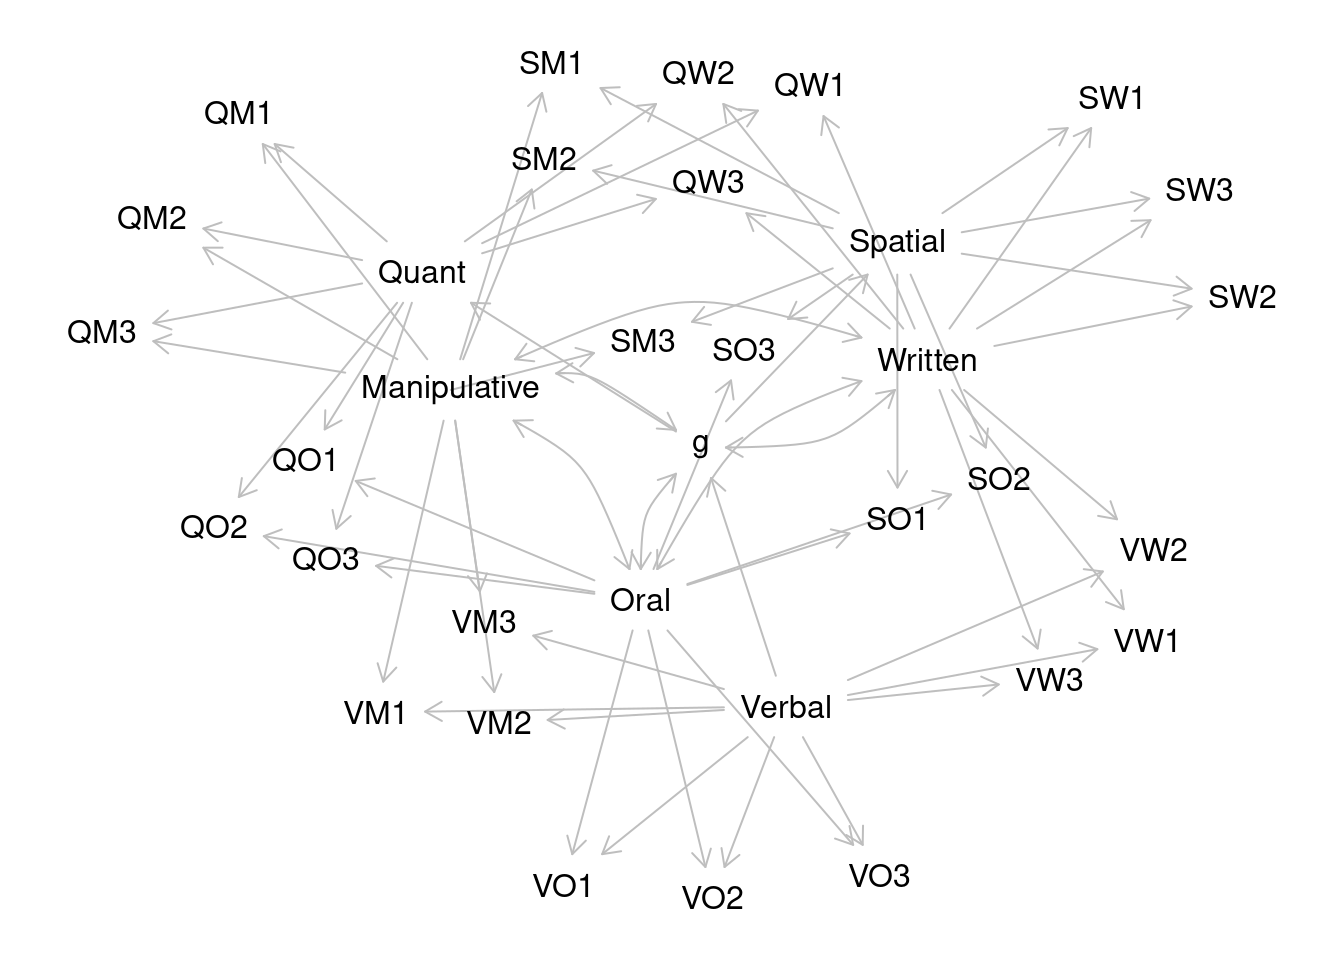 SM1
QW2
QW1
SW1
QM1
SM2
QW3
SW3
QM2
Spatial
Quant
SW2
QM3
SM3
SO3
Written
Manipulative
g
QO1
SO2
SO1
QO2
QO3
VW2
Oral
VM3
VW1
VW3
Verbal
VM1
VM2
VO3
VO1
VO2